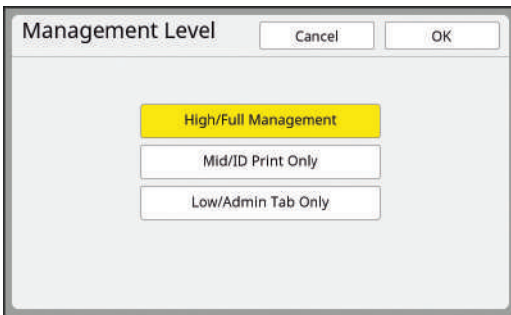 Management Level
Cancel
OK
High/Full Management
Mid/ID Print Only
Low/Admin Tab Only